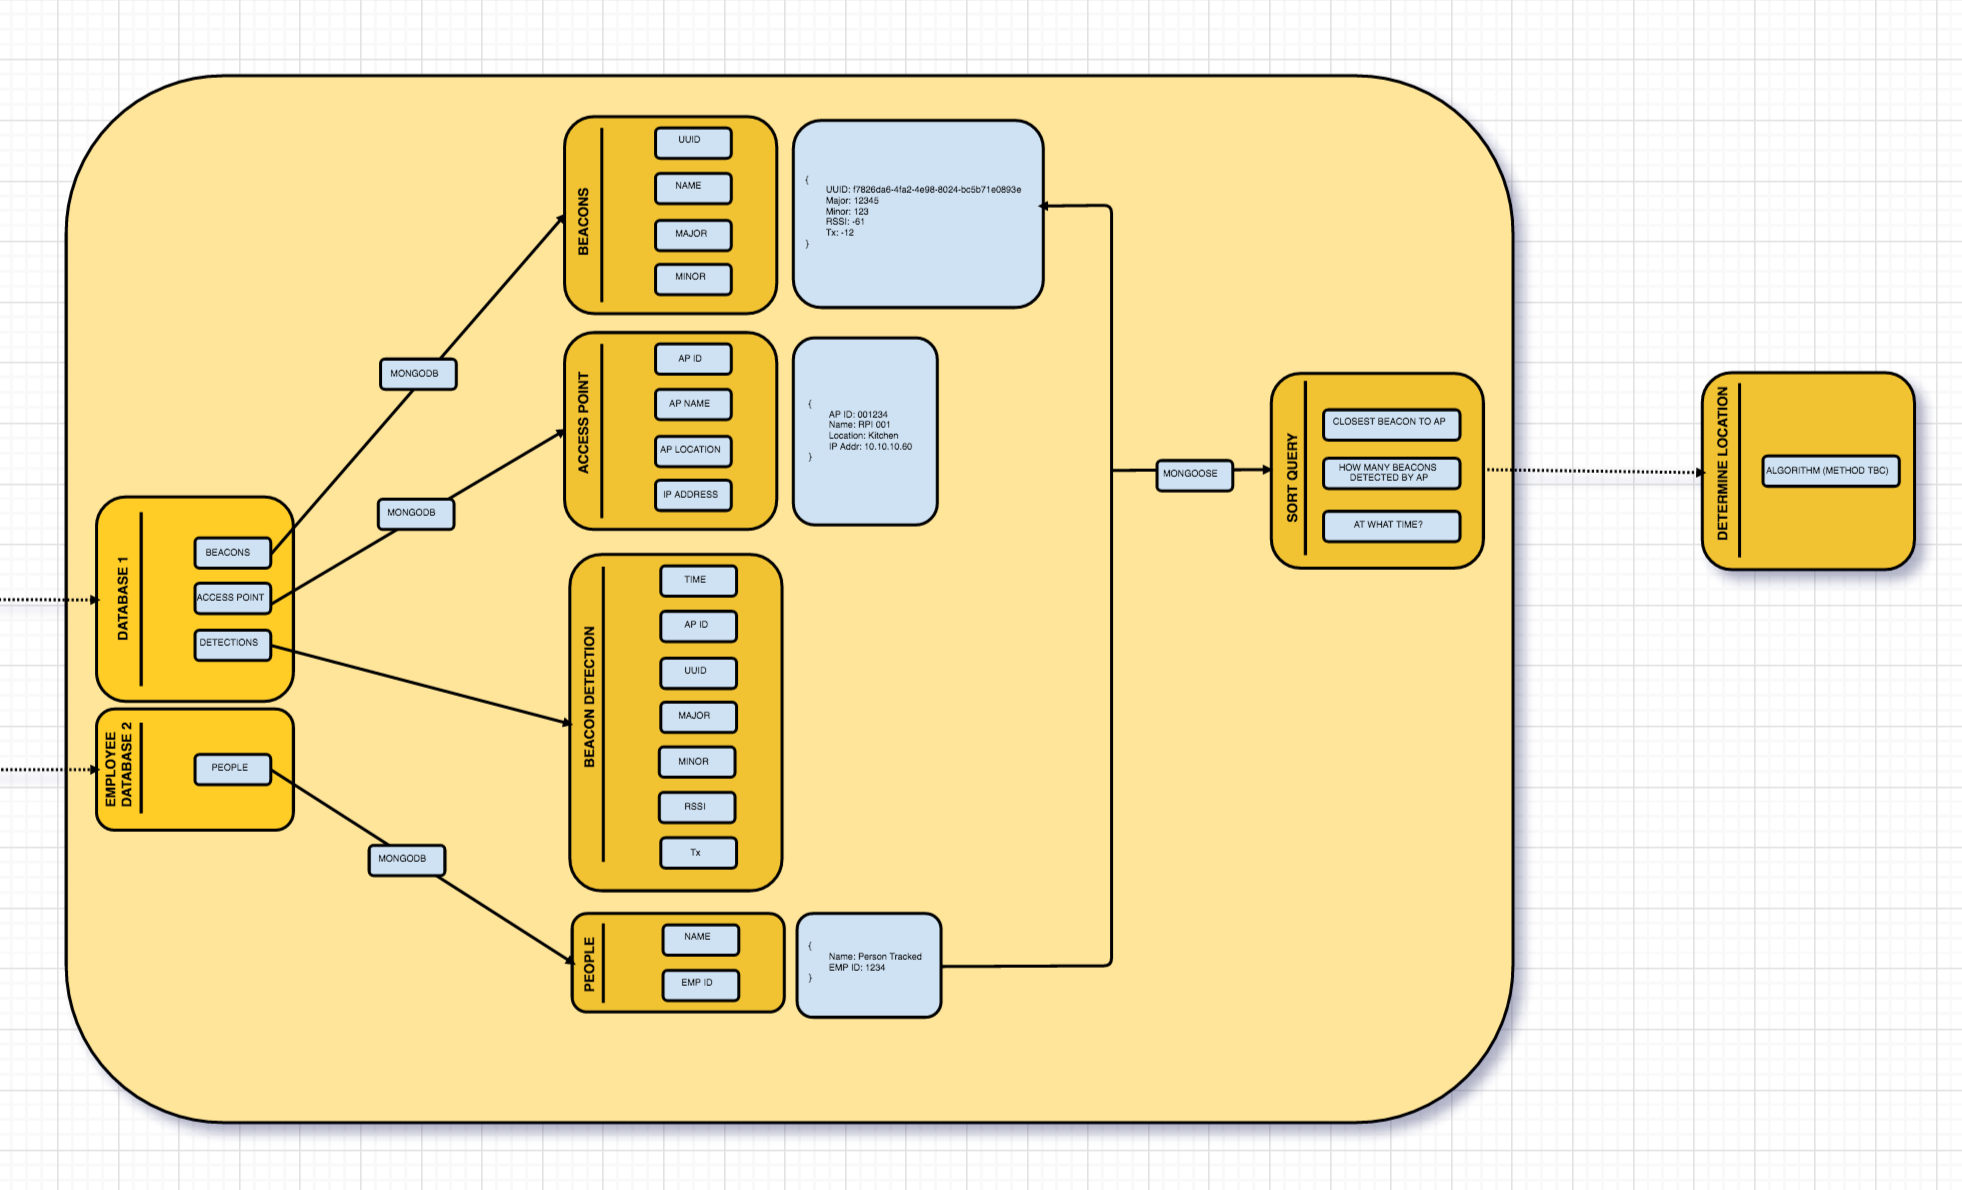 DATABASE 1
BEACONS
ACCESS POINT
DETECTIONS
EMPLOYEE
DATABASE 2
PEOPLE
MONGODB
MONGODB
MONGODB
BEACONS
UUID
NAME
MAJOR
MINOR
{
UUID: f7826da6-4fa2-4e98-8024-bc5b71e0893e
Major: 12345
Minor: 123
RSSI: -61
Tx: -12
}
ACCESS POINT
AP ID
AP NAME
AP LOCATION
IP ADDRESS
{
AP ID: 001234
Name: RPI 001
Location: Kitchen
IP Addr: 10.10.10.60
}
BEACON DETECTION
TIME
AP ID
UUID
MAJOR
MINOR
RSSI
Tx
PEOPLE
NAME
EMP ID
{
Name: Person Tracked
EMP ID: 1234
}
MONGOOSE
SORT QUERY
CLOSEST BEACON TO AP
HOW MANY BEACONS
DETECTED BY AP
AT WHAT TIME?
DETERMINE LOCATION
ALGORITHM (METHOD TBC)